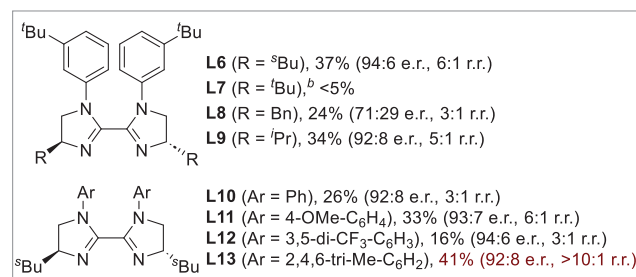 ᵗBu ᵗBu
L6 (R = ˢBu), 37% (94:6 e.r., 6:1 r.r.)
L7 (R = ᵗBu),ᵇ <5%
N N
L8 (R = Bn), 24% (71:29 e.r., 3:1 r.r.)
L9 (R = ⁱPr), 34% (92:8 e.r., 5:1 r.r.)
R N N R
Ar Ar
L10 (Ar = Ph), 26% (92:8 e.r., 3:1 r.r.)
N N
L11 (Ar = 4-OMe-C₆H₄), 33% (93:7 e.r., 6:1 r.r.)
L12 (Ar = 3,5-di-CF₃-C₆H₃), 16% (94:6 e.r., 3:1 r.r.)
N N
L13 (Ar = 2,4,6-tri-Me-C₆H₂), 41% (92:8 e.r., >10:1 r.r.)
ˢBu ˢBu